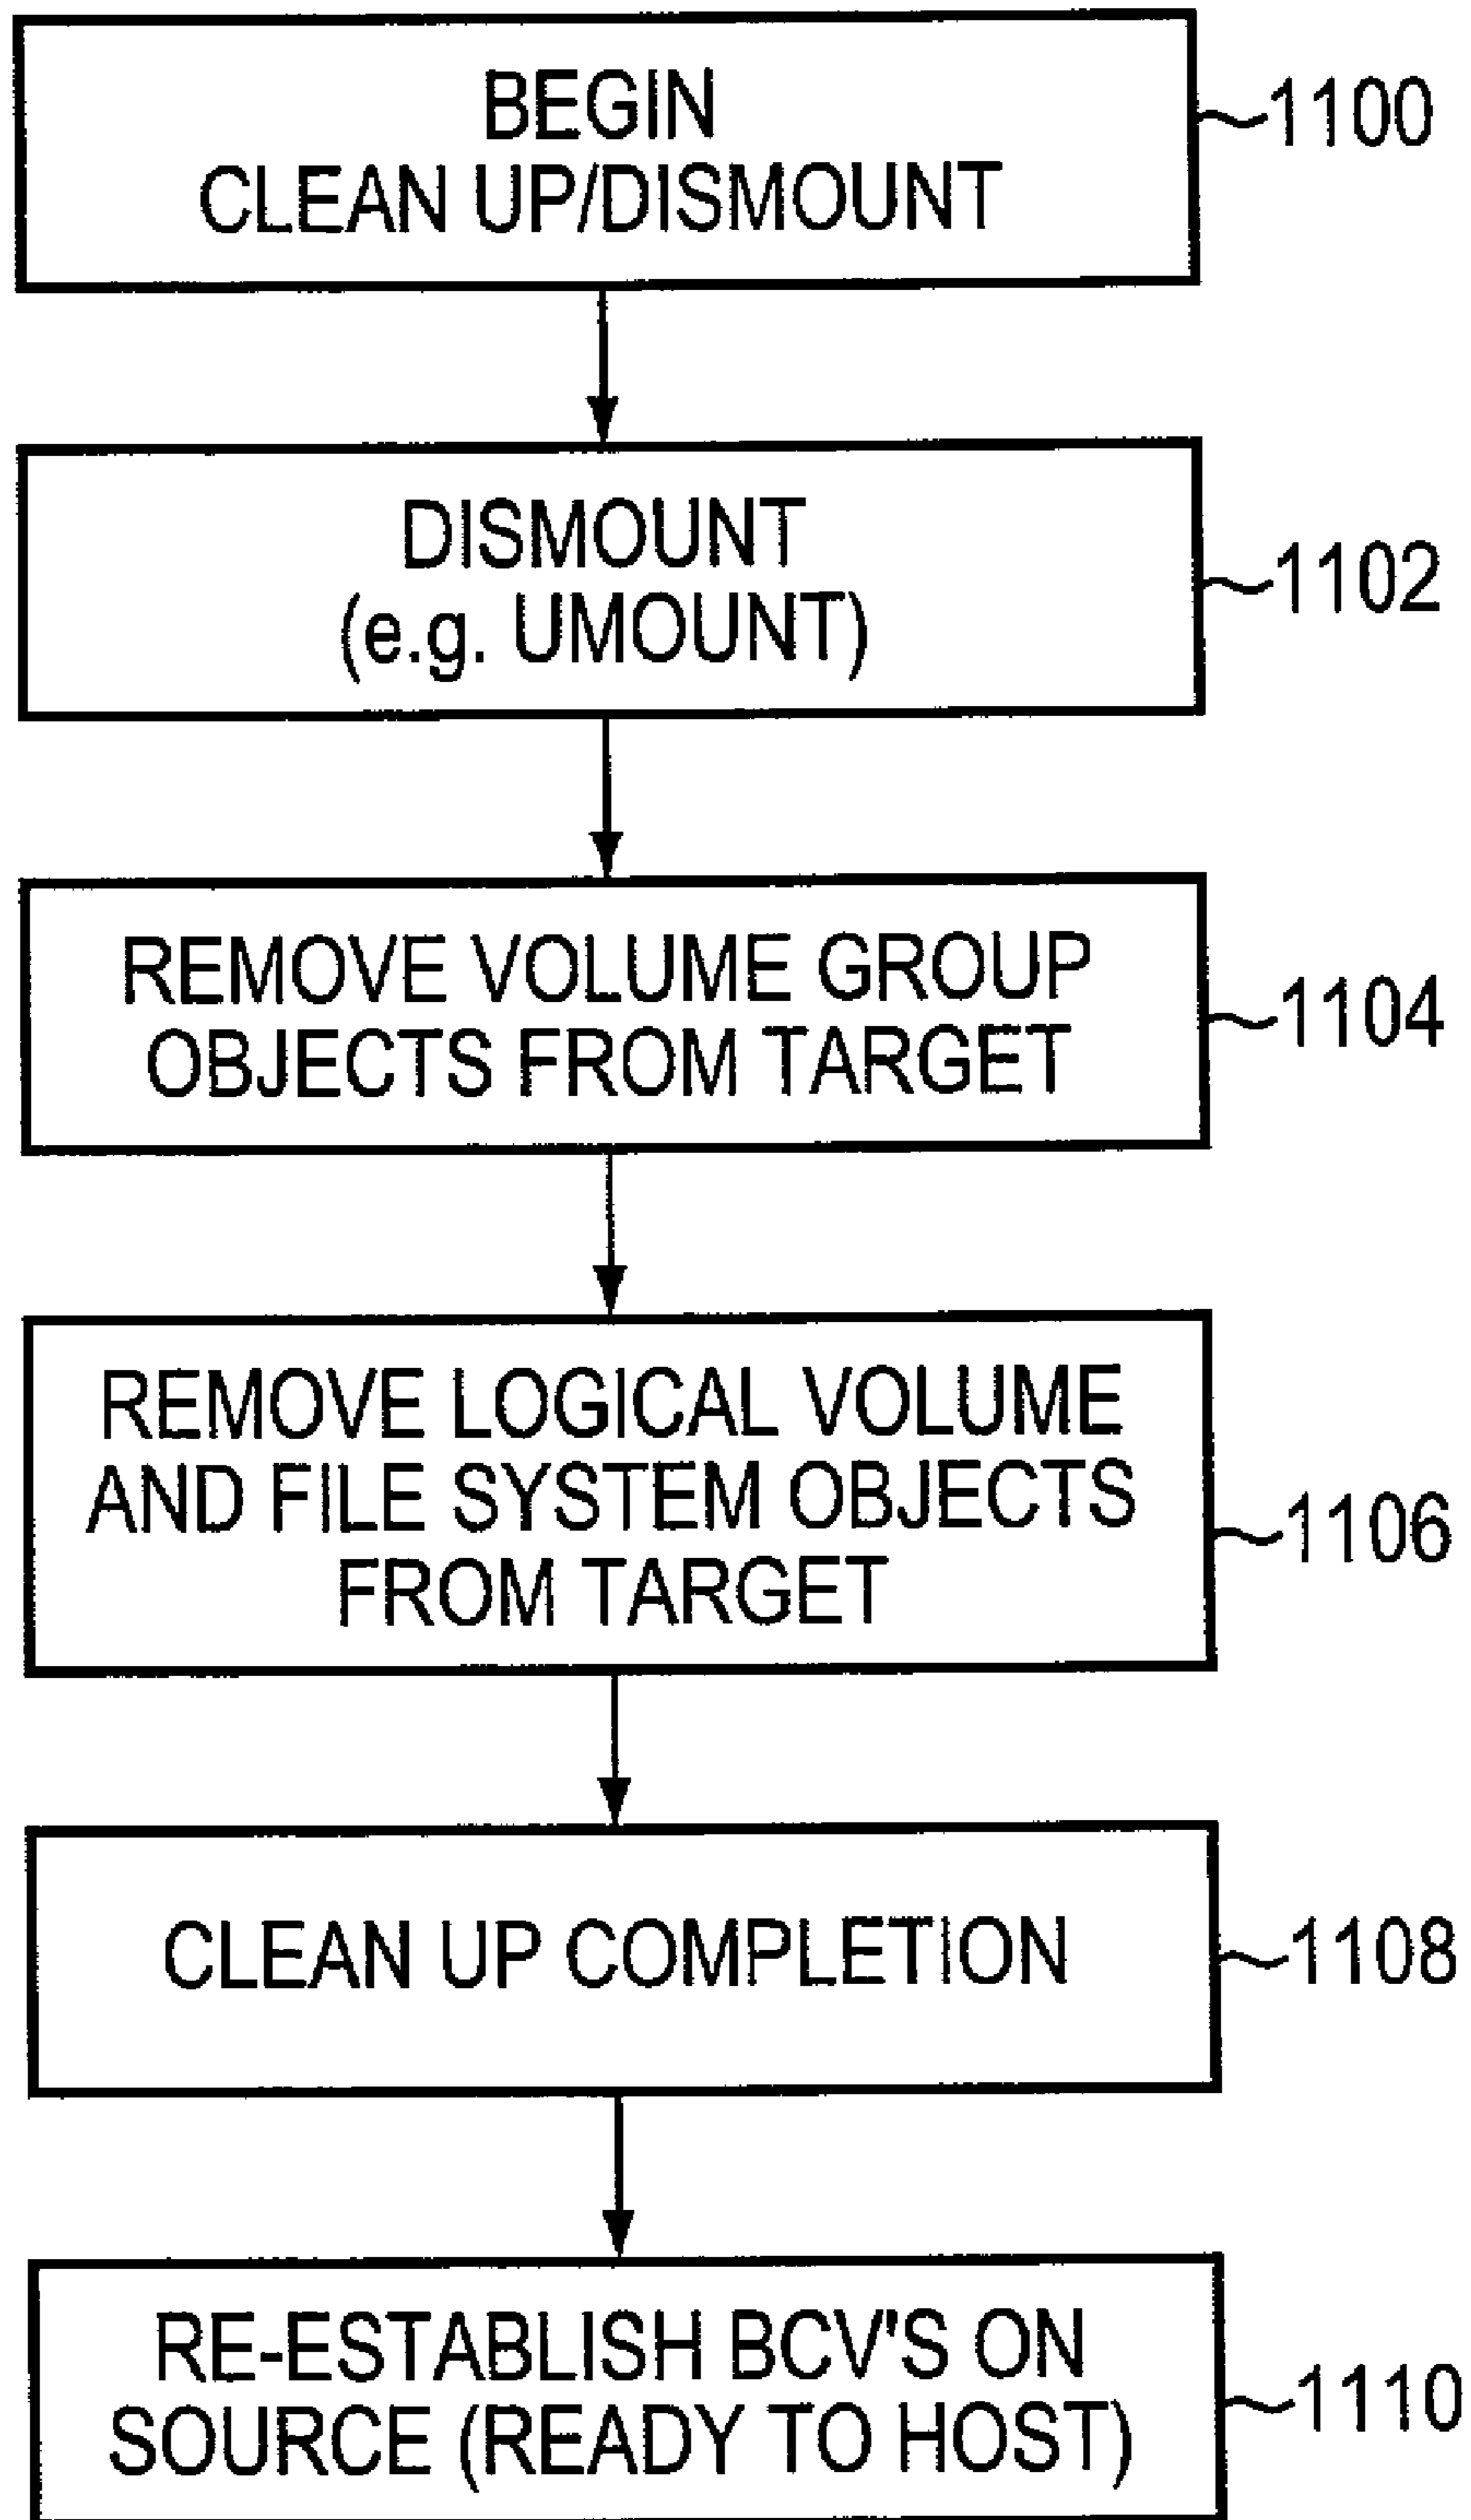 BEGIN
CLEAN UP/DISMOUNT
1100
DISMOUNT
(e.g. UMOUNT)
1102
REMOVE VOLUME GROUP
OBJECTS FROM TARGET
1104
REMOVE LOGICAL VOLUME
AND FILE SYSTEM OBJECTS
FROM TARGET
1106
CLEAN UP COMPLETION
1108
RE-ESTABLISH BCV'S ON
SOURCE (READY TO HOST)
1110